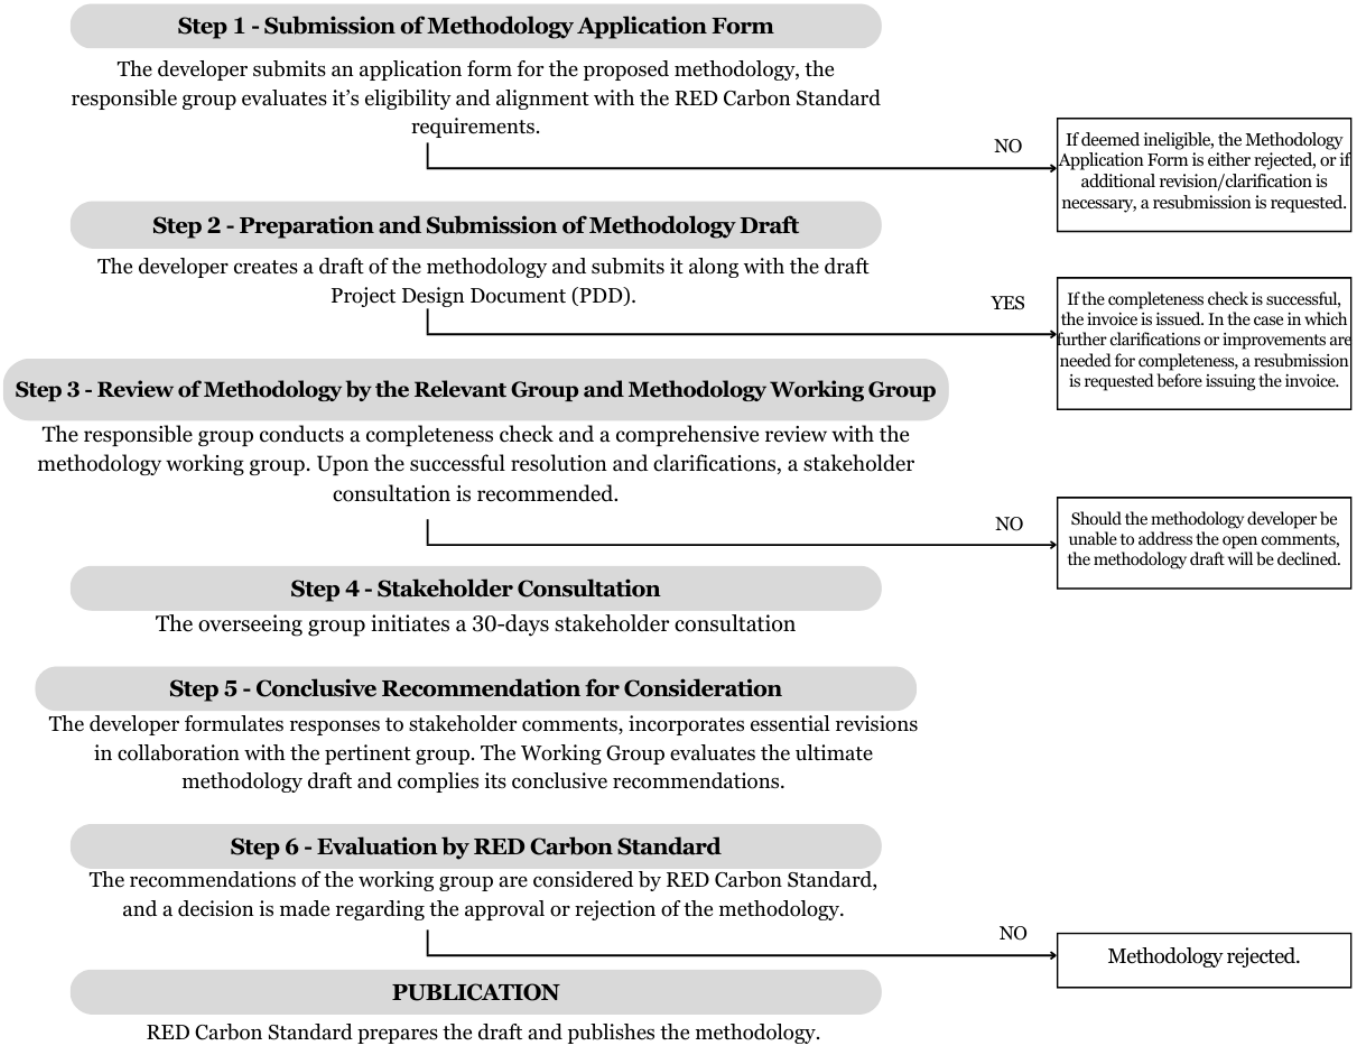 Step 1 - Submission of Methodology Application Form
The developer submits an application form for the proposed methodology, the
responsible group evaluates it’s eligibility and alignment with the RED Carbon Standard
requirements.
NO
If deemed ineligible, the Methodology
Application Form is either rejected, or if
additional revision/clarification is
necessary, a resubmission is requested.
Step 2 - Preparation and Submission of Methodology Draft
The developer creates a draft of the methodology and submits it along with the draft
Project Design Document (PDD).
YES
If the completeness check is successful,
the invoice is issued. In the case in which
further clarifications or improvements are
needed for completeness, a resubmission
is requested before issuing the invoice.
Step 3 - Review of Methodology by the Relevant Group and Methodology Working Group
The responsible group conducts a completeness check and a comprehensive review with the
methodology working group. Upon the successful resolution and clarifications, a stakeholder
consultation is recommended.
NO
Should the methodology developer be
unable to address the open comments,
the methodology draft will be declined.
Step 4 - Stakeholder Consultation
The overseeing group initiates a 30-days stakeholder consultation
Step 5 - Conclusive Recommendation for Consideration
The developer formulates responses to stakeholder comments, incorporates essential revisions
in collaboration with the pertinent group. The Working Group evaluates the ultimate
methodology draft and complies its conclusive recommendations.
Step 6 - Evaluation by RED Carbon Standard
The recommendations of the working group are considered by RED Carbon Standard,
and a decision is made regarding the approval or rejection of the methodology.
NO
Methodology rejected.
PUBLICATION
RED Carbon Standard prepares the draft and publishes the methodology.